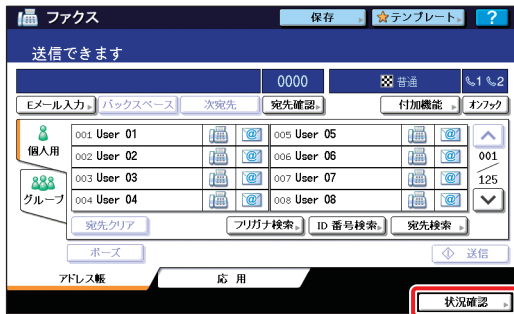 ファクス 保存 テンプレート ?
送信できます
0000 普通 1 2
Eメール入力 バックスペース 次宛先 宛先確認 付加機能 オンフック
個人用
グループ
001 User 01 005 User 05
002 User 02 006 User 06
003 User 03 007 User 07
004 User 04 008 User 08
001
125
宛先クリア フリガナ検索 ID 番号検索 宛先検索
ポーズ 送信
アドレス帳 応用
状況確認